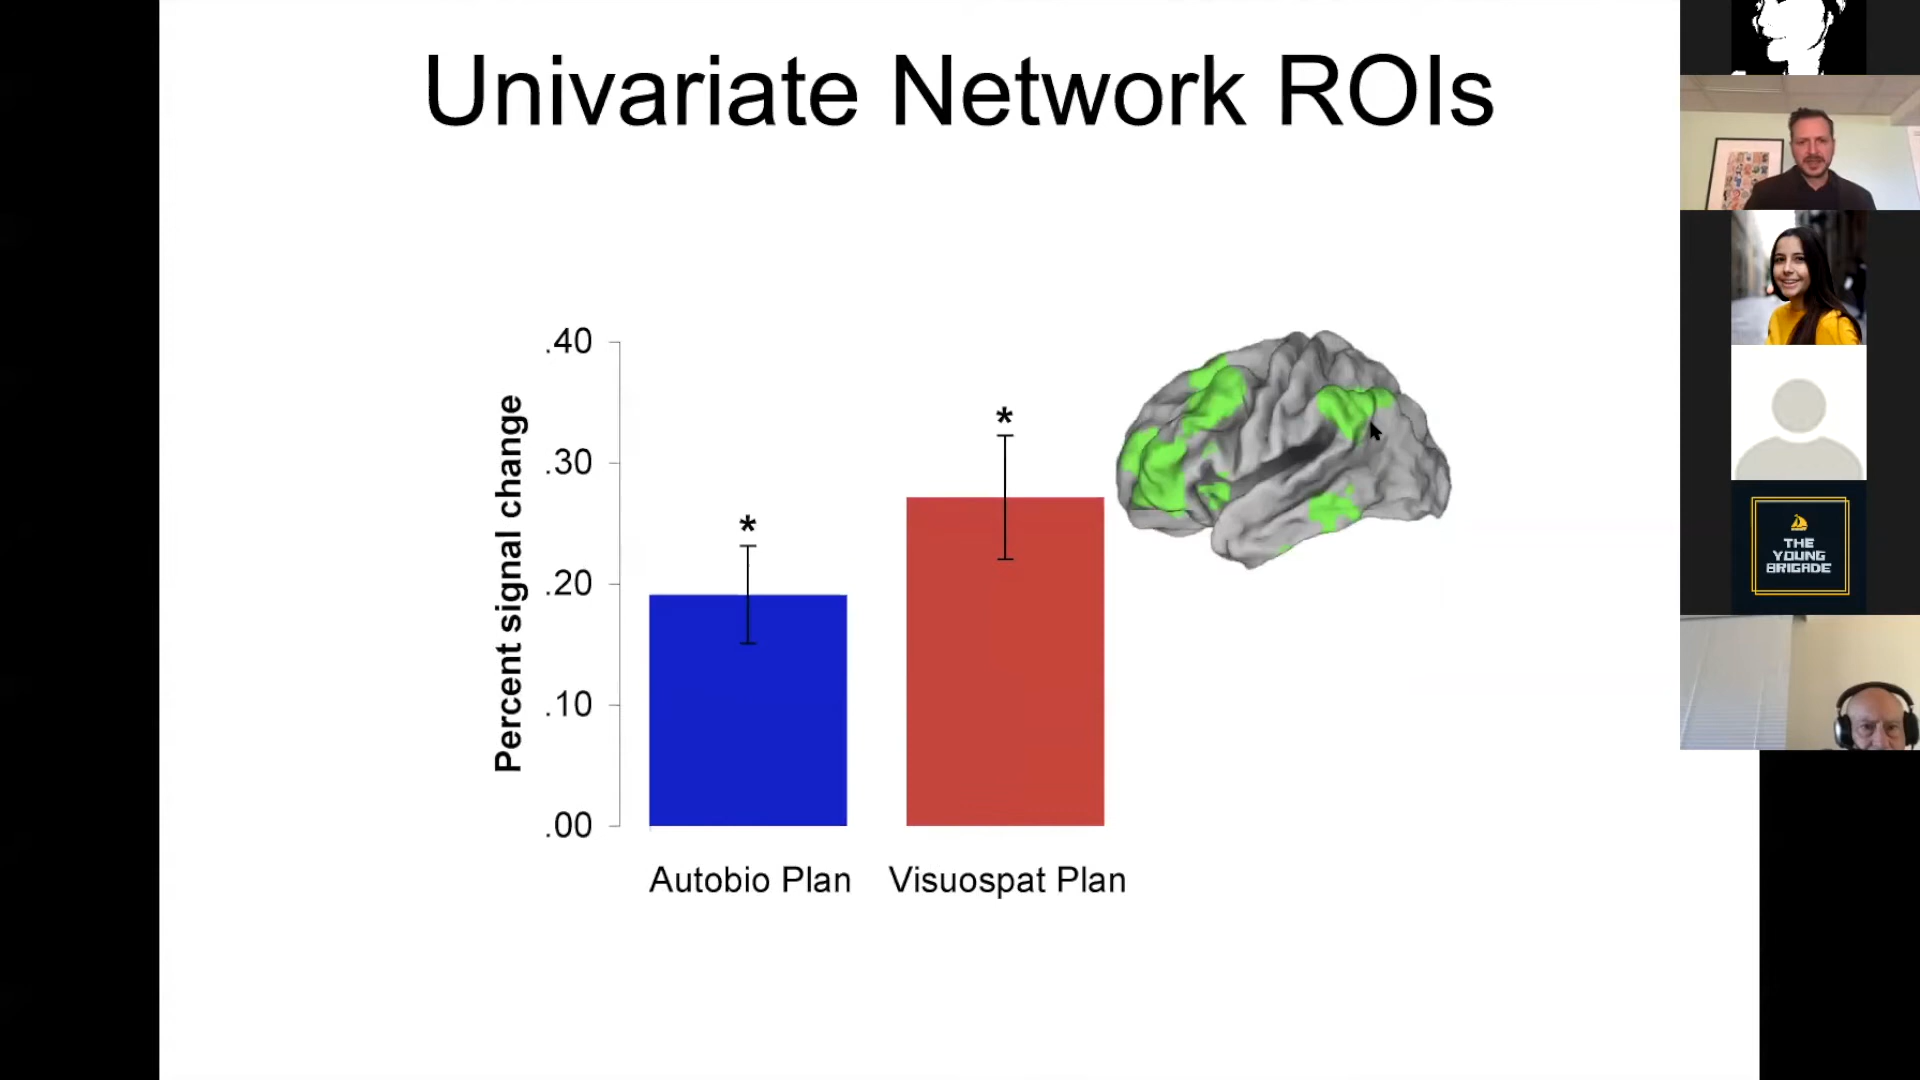 Univariate Network ROIs
Percent signal change
.40
.30
.20
.10
.00
*
*
Autobio Plan
Visuospat Plan
THE
YOUNG
BRIGADE